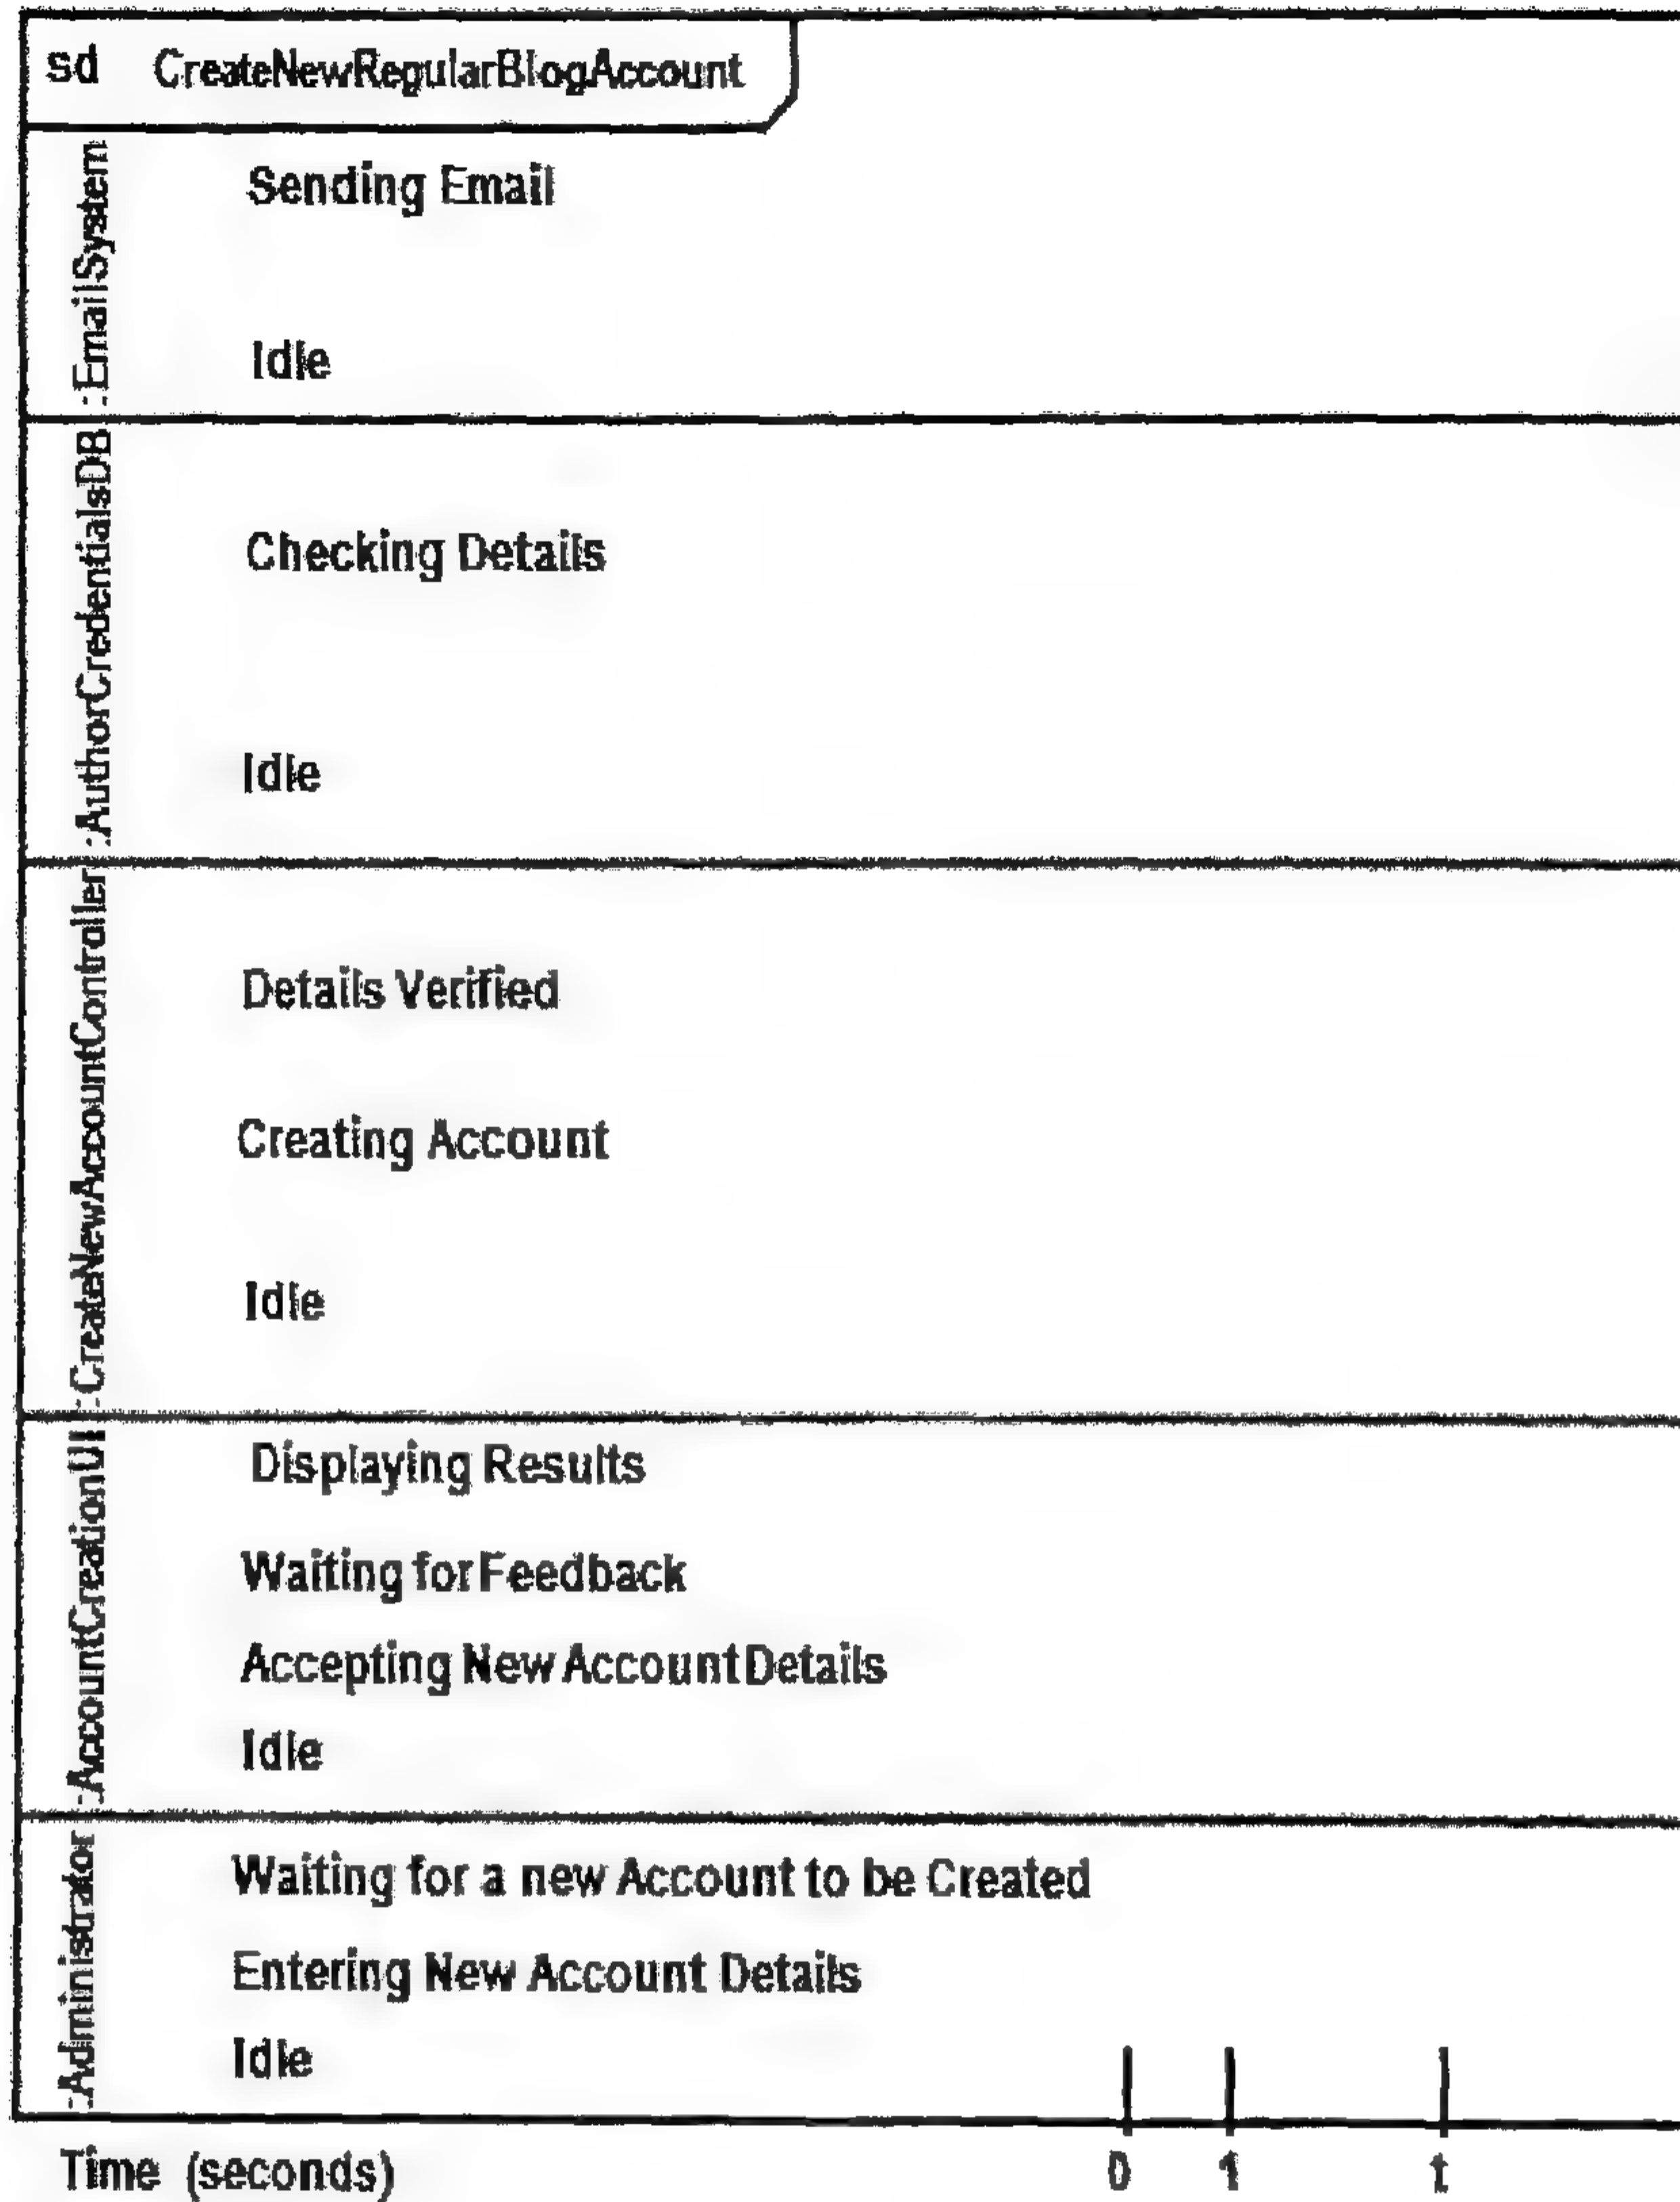 sd CreateNewRegularBlogAccount
:EmailSystem
Sending Email
Idle
:AuthorCredentialsDB
Checking Details
Idle
:CreateNewAccountController
Details Verified
Creating Account
Idle
:AccountCreationUI
Displaying Results
Waiting for Feedback
Accepting New Account Details
Idle
:Administrator
Waiting for a new Account to be Created
Entering New Account Details
Idle
Time (seconds) 0 1 t